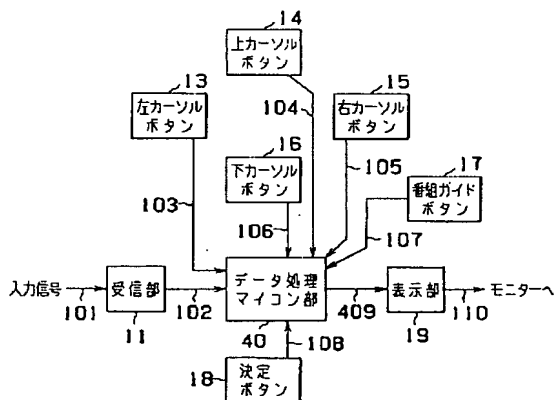 14
上カーソル
ボタン
13
左カーソル
ボタン
104
15
右カーソル
ボタン
16
下カーソル
ボタン
105
17
番組ガイド
ボタン
103
106
107
入力信号
101
受信部
11
102
データ処理
マイコン部
40
409
表示部
19
110
モニターへ
108
18
決定
ボタン